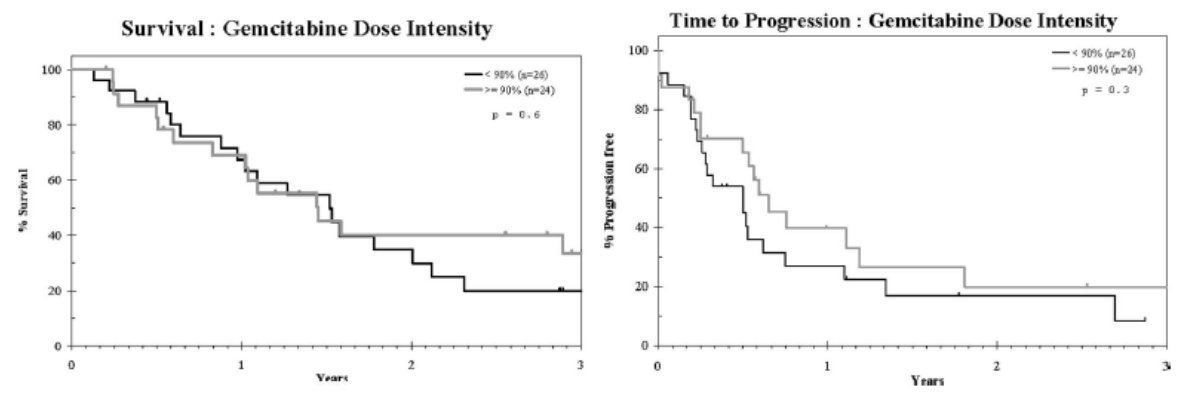 Survival : Gemcitabine Dose Intensity
100
80
60
40
20
0
% Survival
< 90% (n=26)
>= 90% (n=24)
p = 0.6
0 1 2 3
Years
Time to Progression : Gemcitabine Dose Intensity
100
80
60
40
20
0
% Progression free
< 90% (n=26)
>= 90% (n=24)
p = 0.3
0 1 2 3
Years